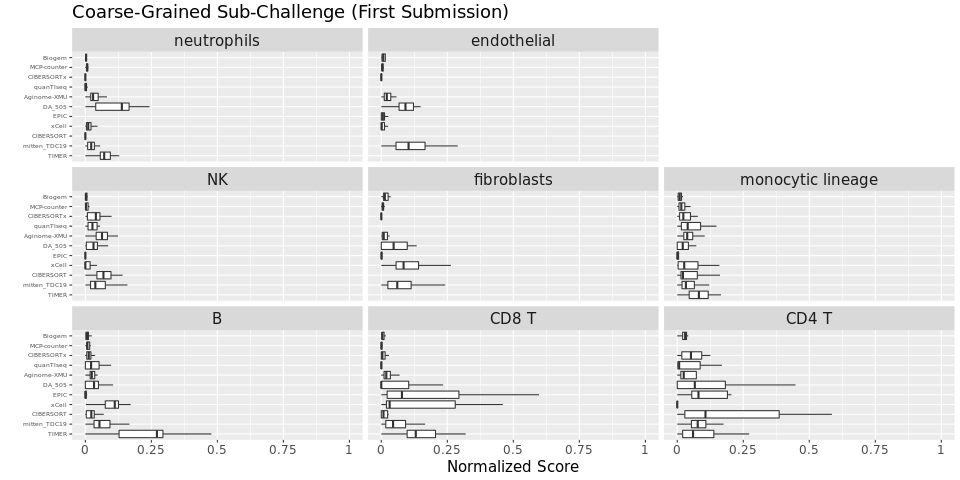 Coarse-Grained Sub-Challenge (First Submission)
neutrophils
endothelial
Biogem
MCP-counter
CIBERSORTx
quanTIseq
Aginome-XMU
DA_505
EPIC
xCell
CIBERSORT
mitten_TDC19
TIMER
NK
fibroblasts
monocytic lineage
Biogem
MCP-counter
CIBERSORTx
quanTIseq
Aginome-XMU
DA_505
EPIC
xCell
CIBERSORT
mitten_TDC19
TIMER
B
CD8 T
CD4 T
Biogem
MCP-counter
CIBERSORTx
quanTIseq
Aginome-XMU
DA_505
EPIC
xCell
CIBERSORT
mitten_TDC19
TIMER
0 0.25 0.5 0.75 1 0 0.25 0.5 0.75 1 0 0.25 0.5 0.75 1
Normalized Score